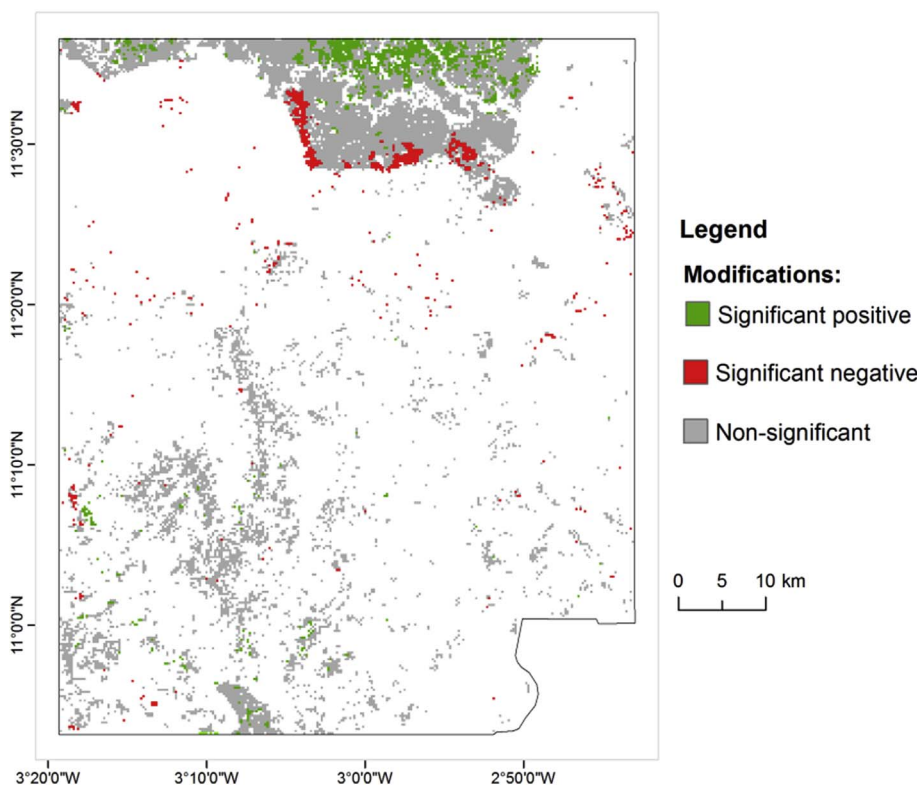 11°30'0"N
11°20'0"N
11°10'0"N
11°0'0"N
3°20'0"W
3°10'0"W
3°0'0"W
2°50'0"W
Legend
Modifications:
Significant positive
Significant negative
Non-significant
0 5 10 km